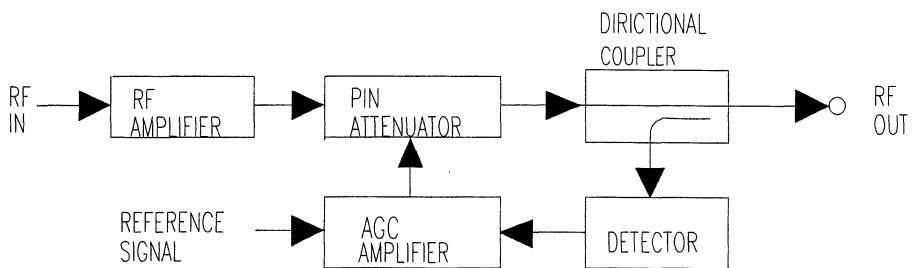 DIRICTIONAL
COUPLER
RF
IN
RF
AMPLIFIER
PIN
ATTENUATOR
RF
OUT
REFERENCE
SIGNAL
AGC
AMPLIFIER
DETECTOR